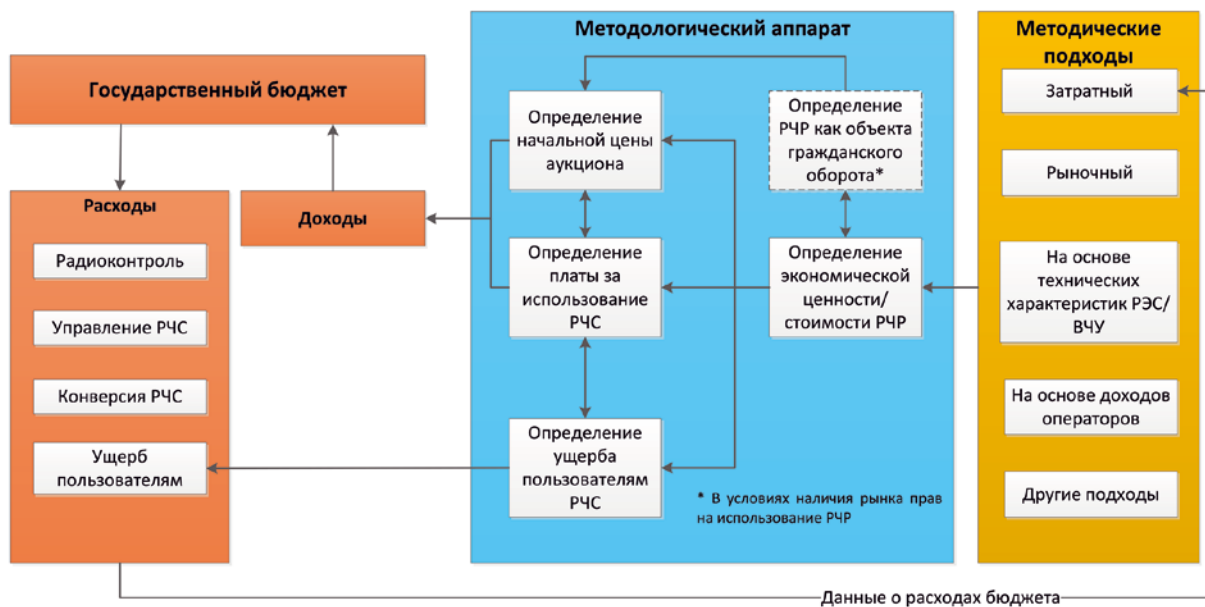 Государственный бюджет
Расходы
Радиоконтроль
Управление РЧС
Конверсия РЧС
Ущерб
пользователям
Доходы
Методологический аппарат
Определение
начальной цены
аукциона
Определение
РЧР как объекта
гражданского
оборота*
Определение
платы за
использование
РЧС
Определение
экономической
ценности/
стоимости РЧР
Определение
ущерба
пользователям
РЧС
* В условиях наличия рынка прав
на использование РЧР
Методические
подходы
Затратный
Рыночный
На основе
технических
характеристик РЭС/
ВЧУ
На основе доходов
операторов
Другие подходы
Данные о расходах бюджета